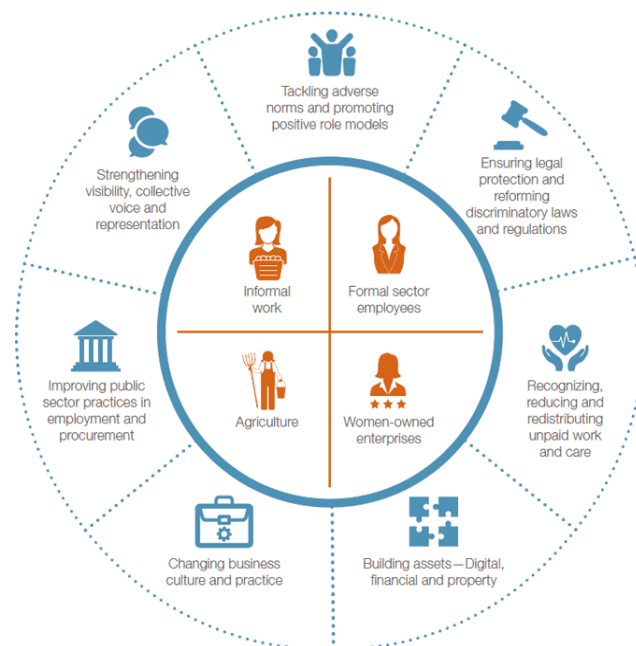 Tackling adverse
norms and promoting
positive role models
Ensuring legal
protection and
reforming
discriminatory laws
and regulations
Recognizing,
reducing and
redistributing
unpaid work
and care
Building assets—Digital,
financial and property
Changing business
culture and practice
Improving public
sector practices in
employment and
procurement
Strengthening
visibility, collective
voice and
representation
Informal
work
Formal sector
employees
Agriculture
Women-owned
enterprises